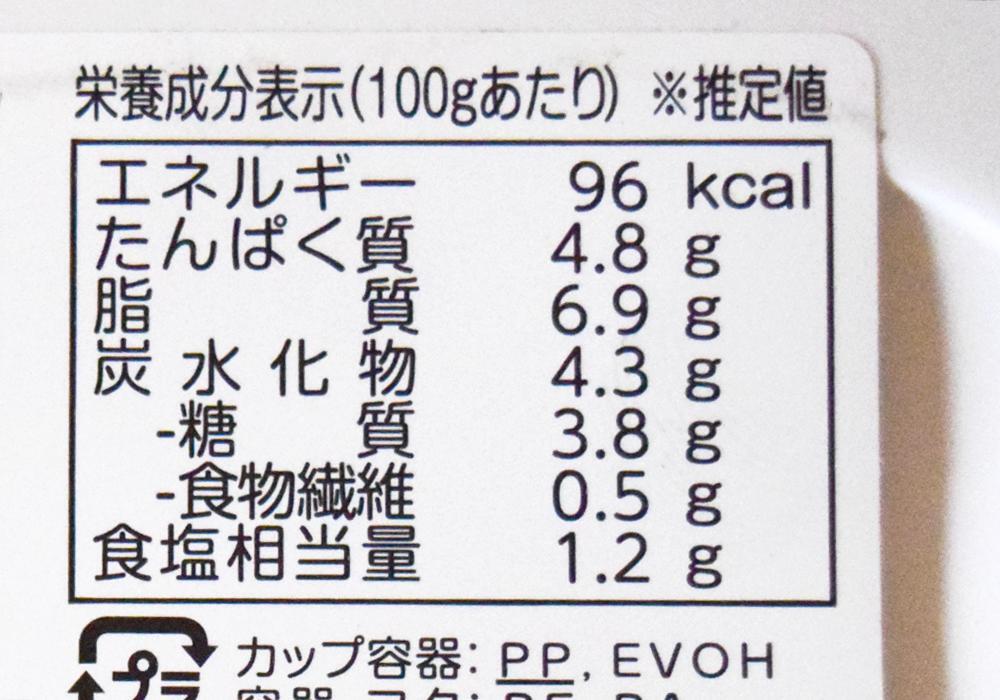 栄養成分表示(100gあたり) ※推定値
エネルギー 96 kcal
たんぱく質 4.8 g
脂質 6.9 g
炭水化物 4.3 g
-糖質 3.8 g
-食物繊維 0.5 g
食塩相当量 1.2 g
プラ
カップ容器: PP, EVOH